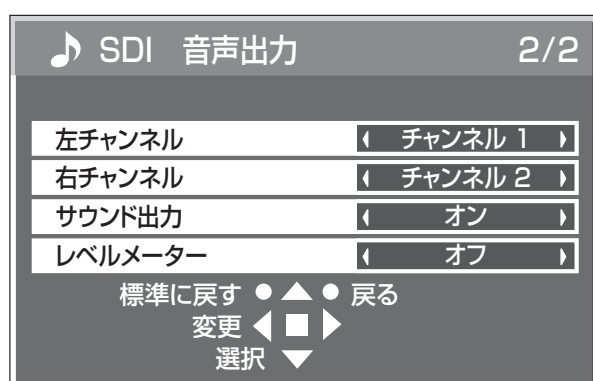 ♪ SDI 音声出力 2/2
左チャンネル チャンネル 1
右チャンネル チャンネル 2
サウンド出力 オン
レベルメーター オフ
標準に戻す 戻る
変更
選択